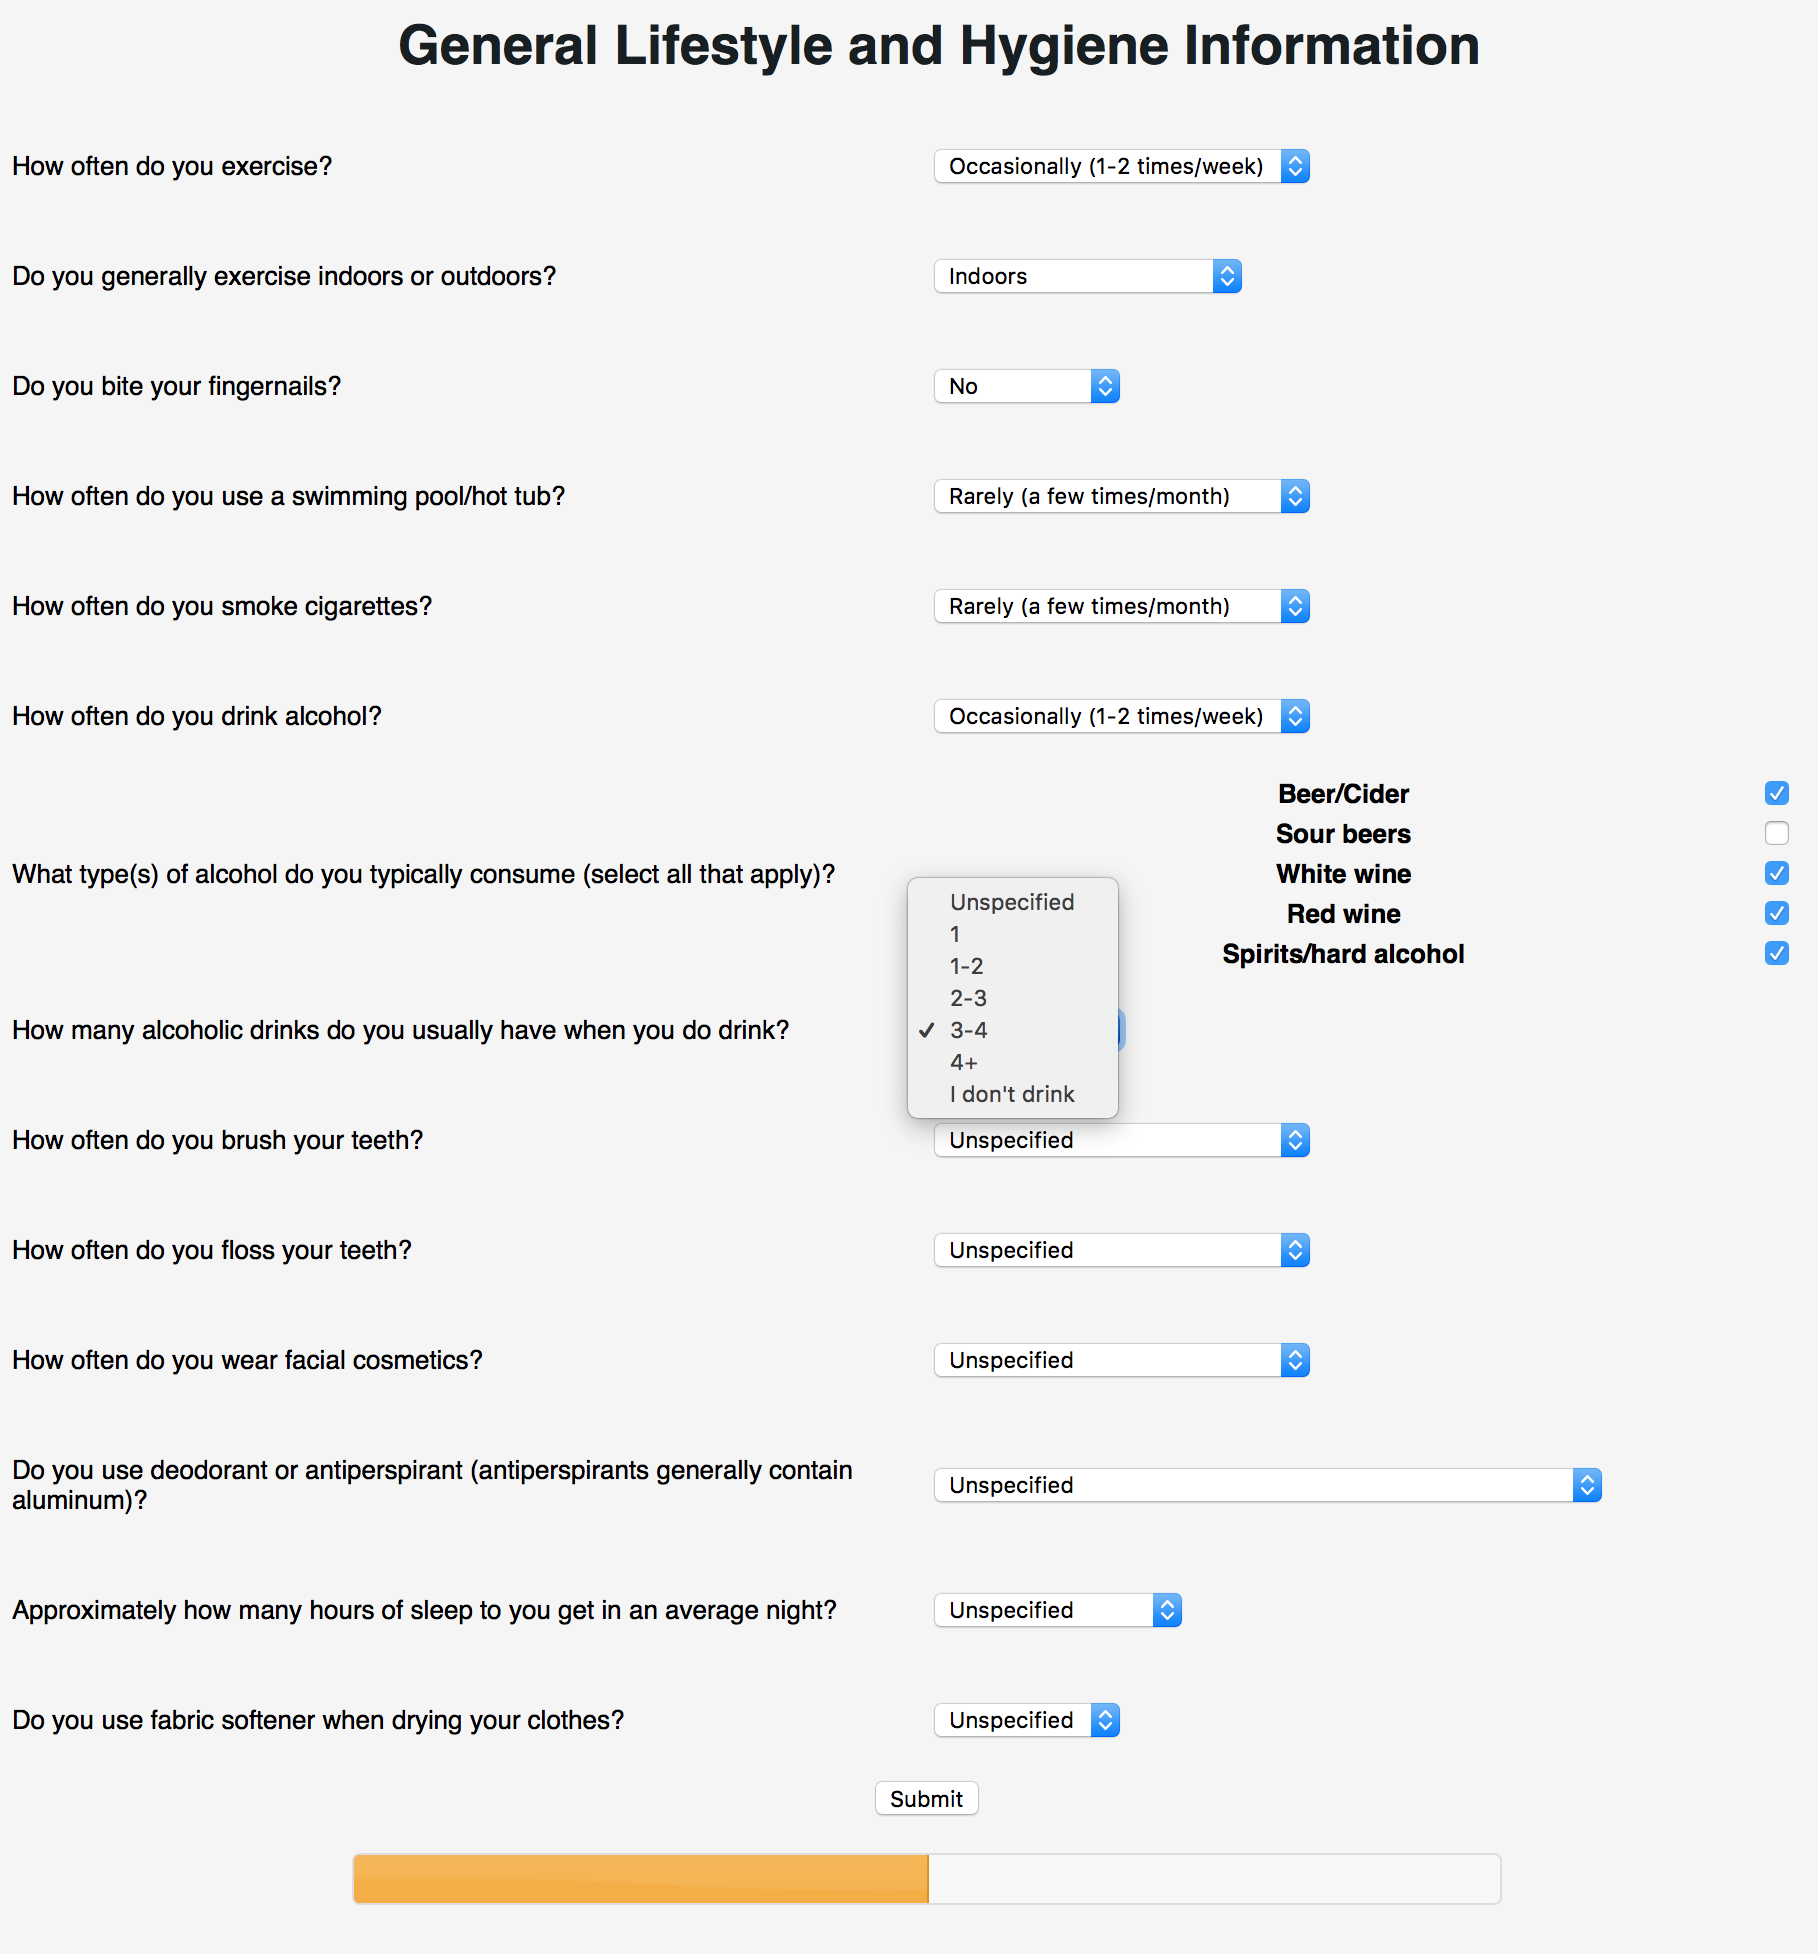 General Lifestyle and Hygiene Information
How often do you exercise?
Occasionally (1-2 times/week)
Do you generally exercise indoors or outdoors?
Indoors
Do you bite your fingernails?
No
How often do you use a swimming pool/hot tub?
Rarely (a few times/month)
How often do you smoke cigarettes?
Rarely (a few times/month)
How often do you drink alcohol?
Occasionally (1-2 times/week)
What type(s) of alcohol do you typically consume (select all that apply)?
Beer/Cider
Sour beers
White wine
Red wine
Spirits/hard alcohol
How many alcoholic drinks do you usually have when you do drink?
Unspecified
1
1-2
2-3
3-4
4+
I don't drink
How often do you brush your teeth?
Unspecified
How often do you floss your teeth?
Unspecified
How often do you wear facial cosmetics?
Unspecified
Do you use deodorant or antiperspirant (antiperspirants generally contain
aluminum)?
Unspecified
Approximately how many hours of sleep to you get in an average night?
Unspecified
Do you use fabric softener when drying your clothes?
Unspecified
Submit